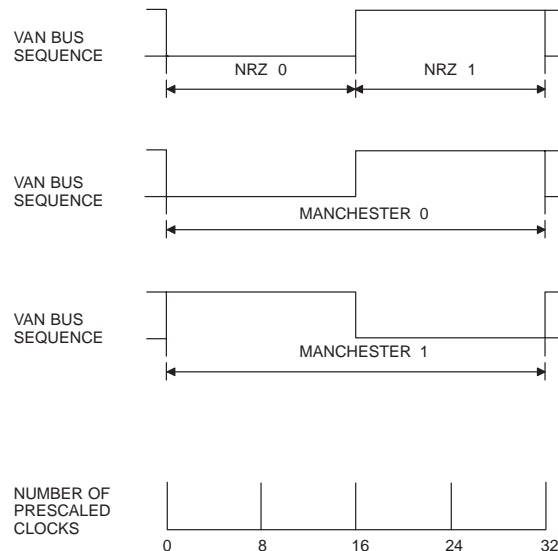 VAN BUS
SEQUENCE
NRZ 0
NRZ 1
VAN BUS
SEQUENCE
MANCHESTER 0
VAN BUS
SEQUENCE
MANCHESTER 1
NUMBER OF
PRESCALED
CLOCKS
0 8 16 24 32